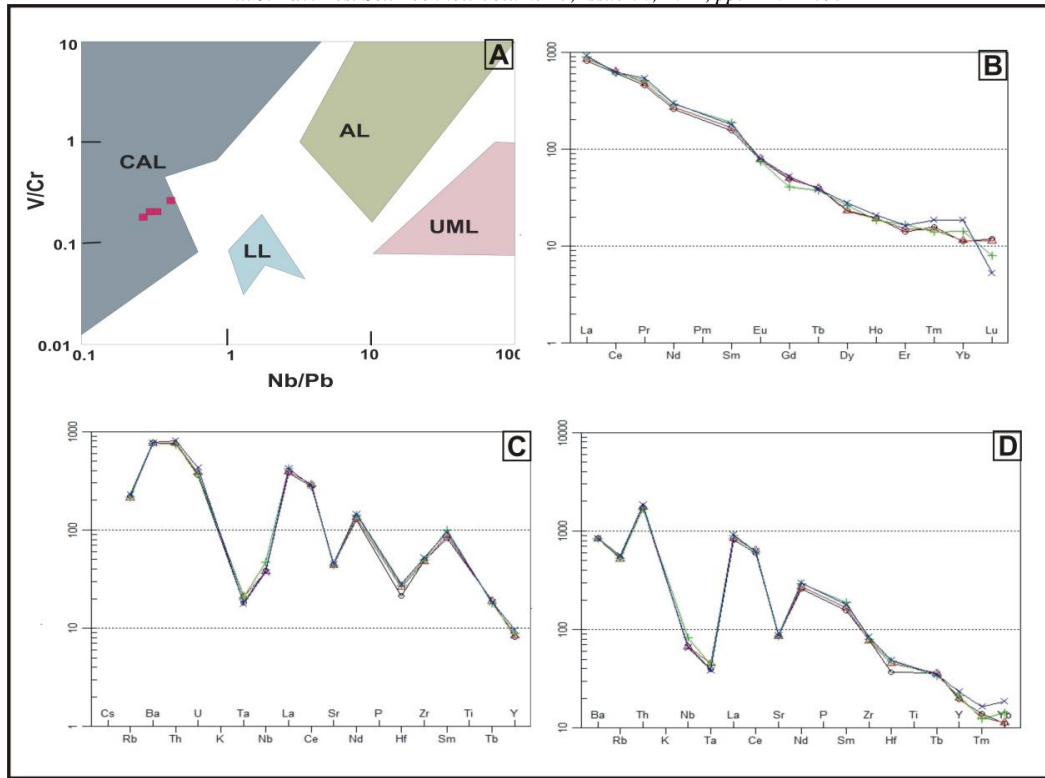 A
10
1
0.1
0.01
V/Cr
CAL
AL
LL
UML
0.1
1
10
100
Nb/Pb
B
1000
100
10
1
La Pr Pm Eu Tb Ho Tm Lu
Ce Nd Sm Gd Dy Er Yb
C
1000
100
10
1
Cs Ba U Ta La Sr P Zr Ti Y
Rb Th K Nb Ce Nd Hf Sm Tb
D
10000
1000
100
10
Ba Th Nb La Sr P Zr Ti Y Yb
Rb K Ta Ce Nd Sm Hf Tb Tm